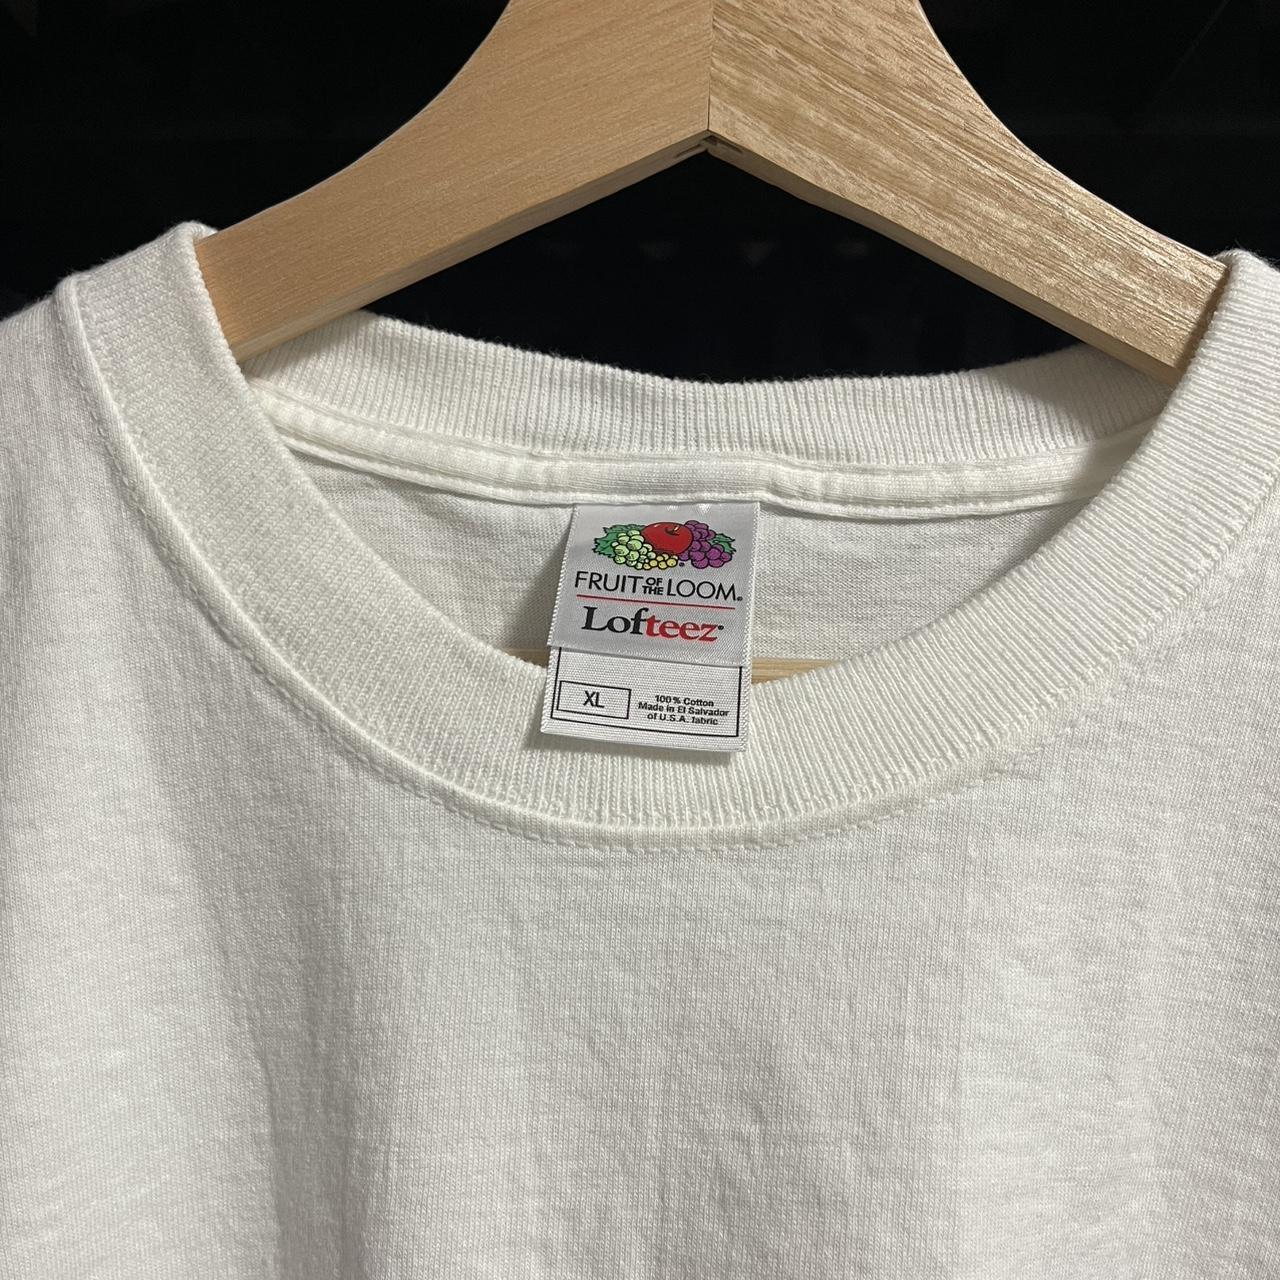 FRUIT OF THE LOOM®
Lofteez
XL
100% Cotton
Made in El Salvador
of U.S.A. fabric